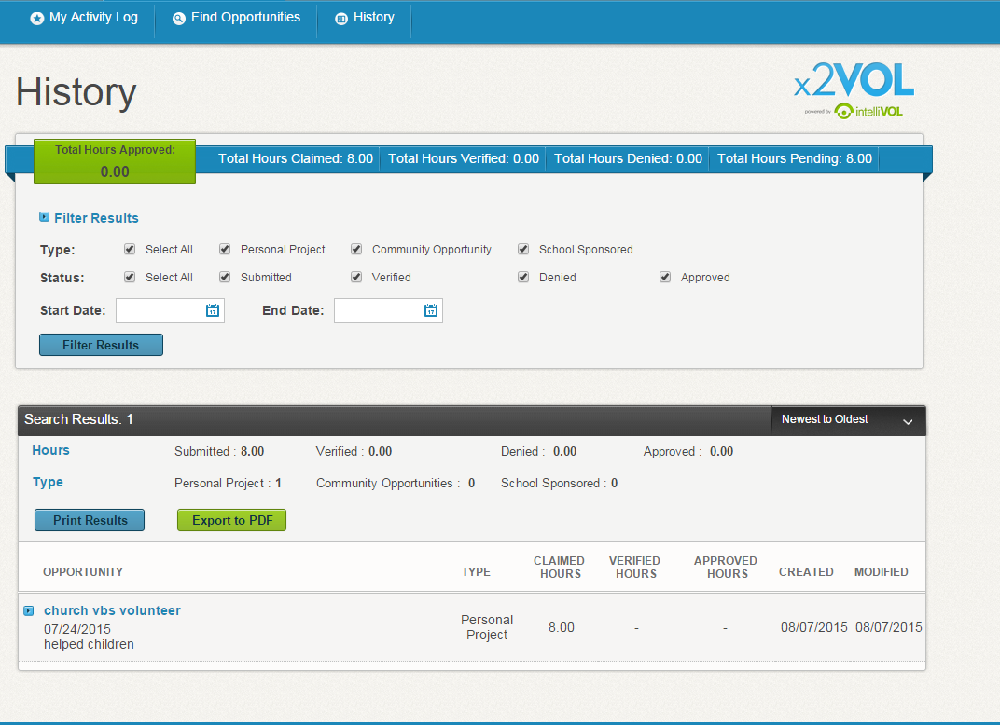 My Activity Log Find Opportunities History
History
x2VOL
powered by intelliVOL
Total Hours Approved:
0.00
Total Hours Claimed: 8.00 Total Hours Verified: 0.00 Total Hours Denied: 0.00 Total Hours Pending: 8.00
Filter Results
Type: Select All Personal Project Community Opportunity School Sponsored
Status: Select All Submitted Verified Denied Approved
Start Date: 17 End Date: 17
Filter Results
Search Results: 1 Newest to Oldest
Hours Submitted : 8.00 Verified : 0.00 Denied : 0.00 Approved : 0.00
Type Personal Project : 1 Community Opportunities : 0 School Sponsored : 0
Print Results Export to PDF
OPPORTUNITY TYPE CLAIMED HOURS VERIFIED HOURS APPROVED HOURS CREATED MODIFIED
church vbs volunteer
07/24/2015
helped children
Personal Project 8.00 - - 08/07/2015 08/07/2015